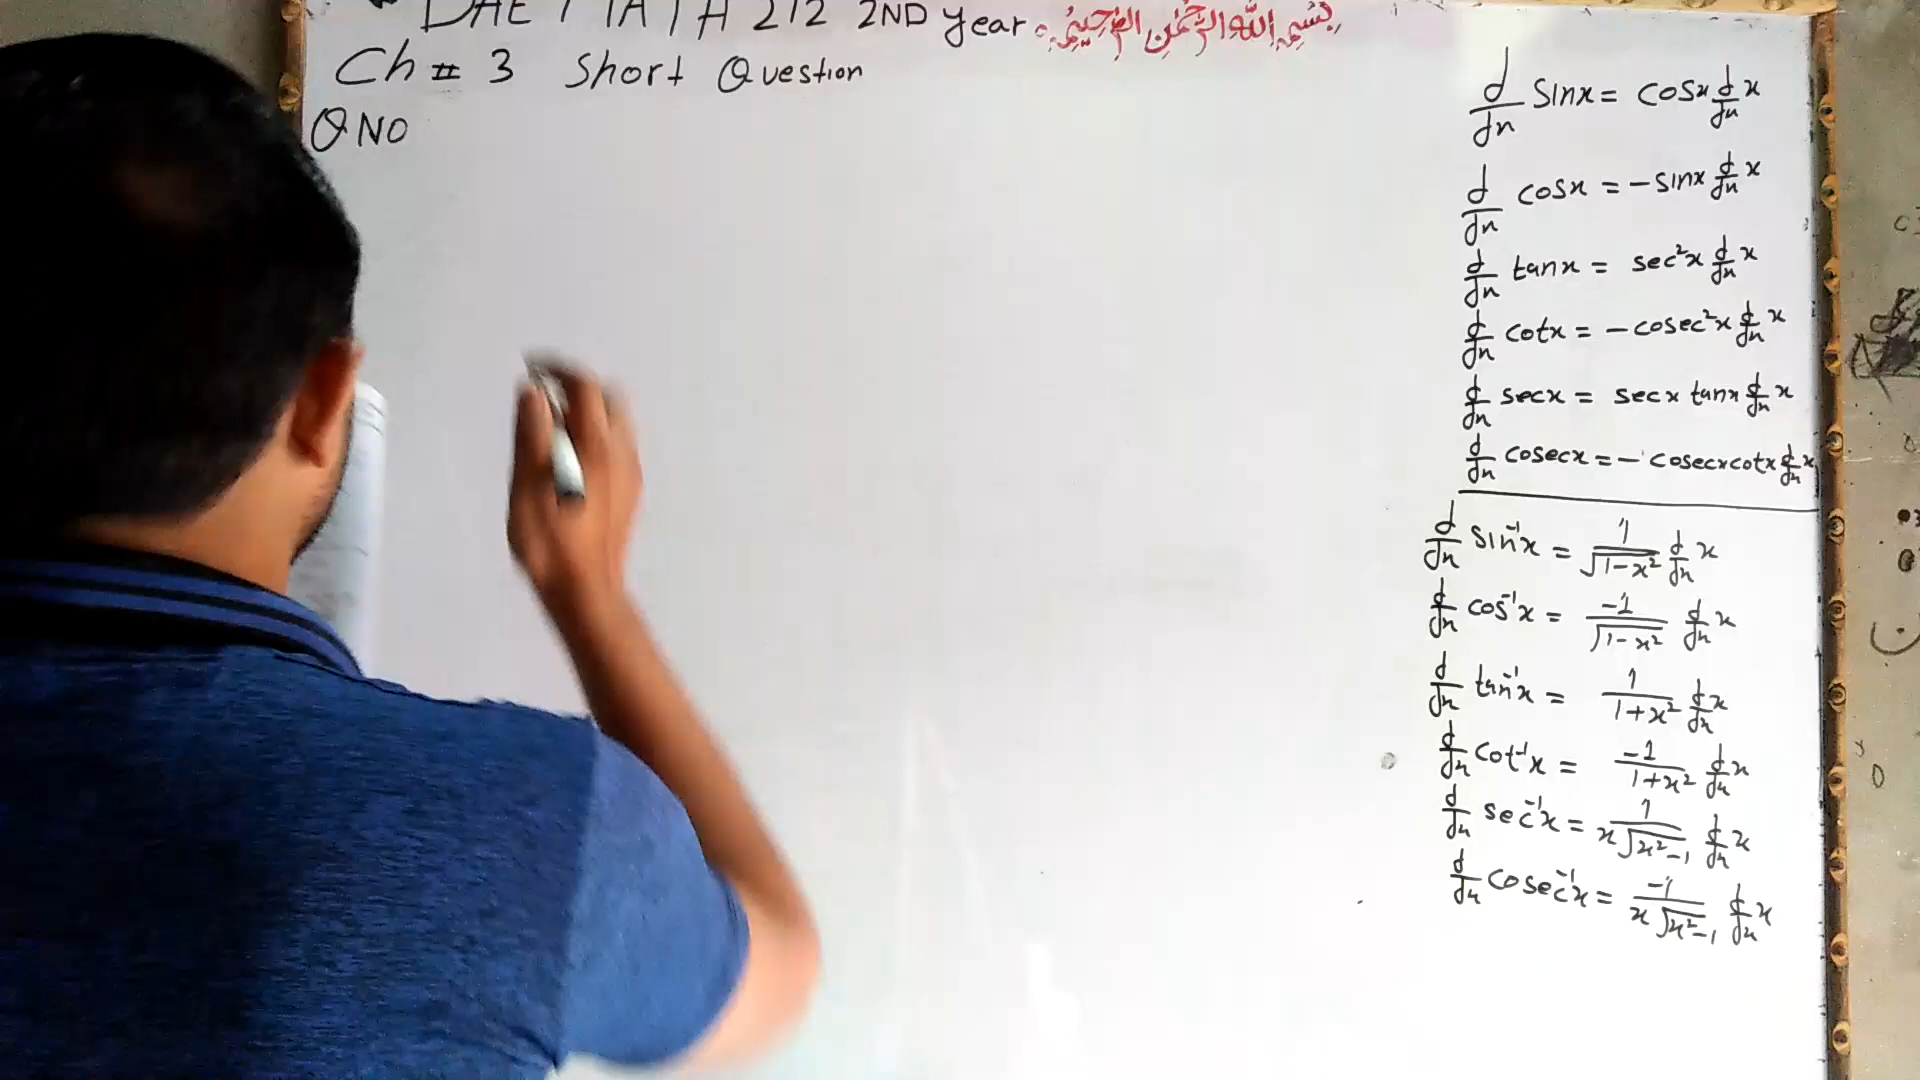 DAE MATH 212 2ND year بسم الله الرحمن الرحيم
Ch # 3 Short Question
Q NO
d/dx Sinx = cosx d/dx x
d/dx cosx = -sinx d/dx x
d/dx tanx = sec²x d/dx x
d/dx cotx = -cosec²x d/dx x
d/dx secx = secx tanx d/dx x
d/dx cosecx = -cosecxcotx d/dx x
d/dx sin⁻¹x = 1/√(1-x²) d/dx x
d/dx cos⁻¹x = -1/√(1-x²) d/dx x
d/dx tan⁻¹x = 1/(1+x²) d/dx x
d/dx cot⁻¹x = -1/(1+x²) d/dx x
d/dx sec⁻¹x = 1/(x√(x²-1)) d/dx x
d/dx cosec⁻¹x = -1/(x√(x²-1)) d/dx x